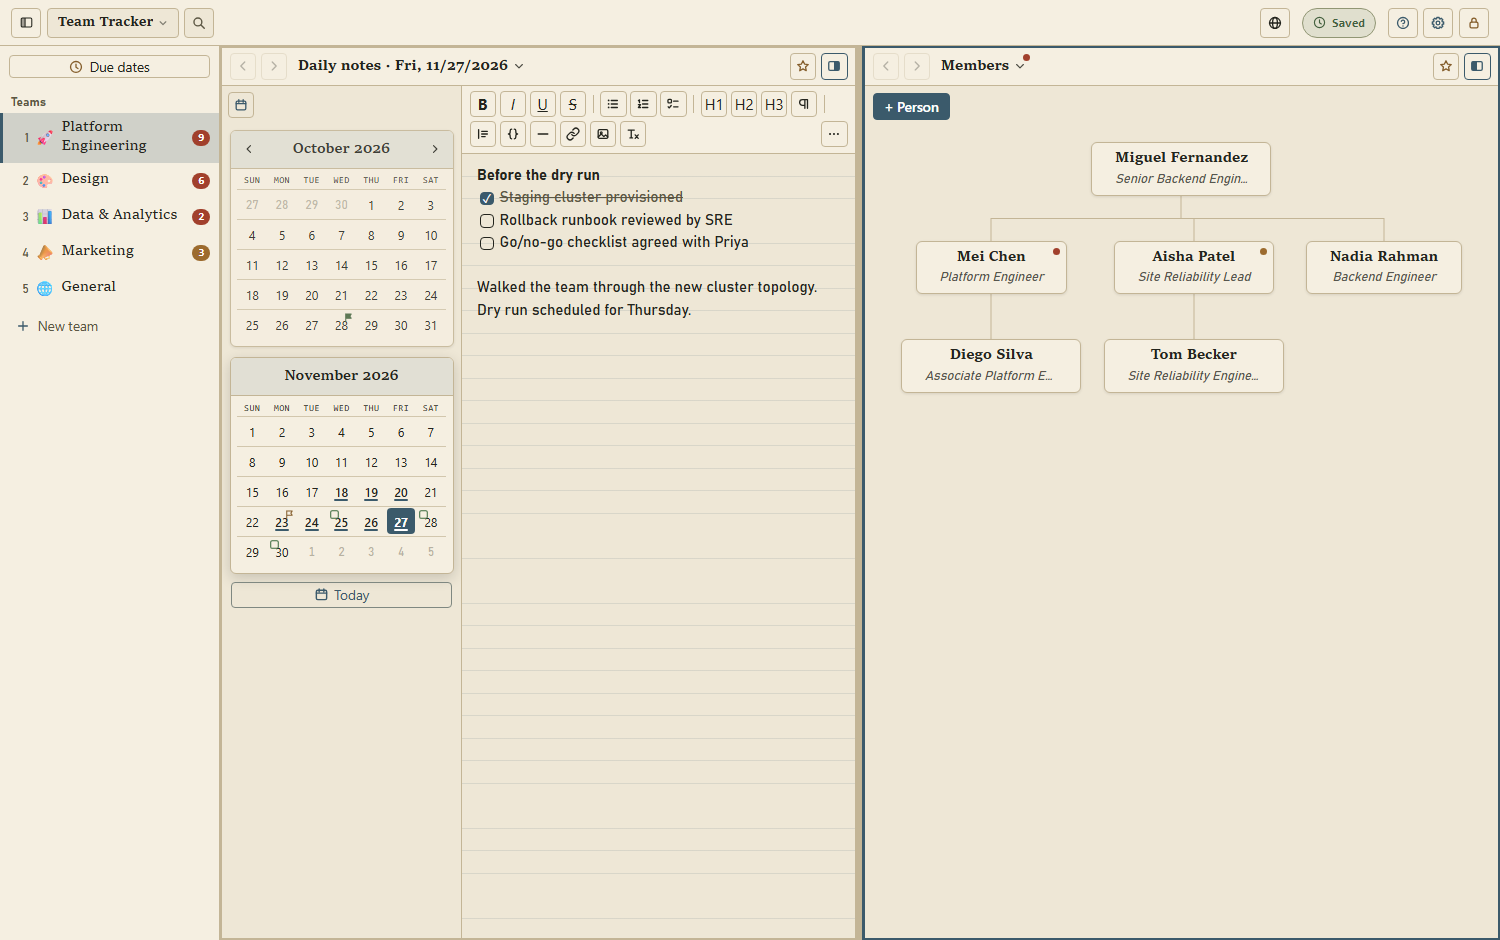 Team Tracker
Saved
Due dates
Teams
1 Platform Engineering 9
2 Design 6
3 Data & Analytics 2
4 Marketing 3
5 General
+ New team
Daily notes · Fri, 11/27/2026
October 2026
SUN MON TUE WED THU FRI SAT
27 28 29 30 1 2 3
4 5 6 7 8 9 10
11 12 13 14 15 16 17
18 19 20 21 22 23 24
25 26 27 28 29 30 31
November 2026
SUN MON TUE WED THU FRI SAT
1 2 3 4 5 6 7
8 9 10 11 12 13 14
15 16 17 18 19 20 21
22 23 24 25 26 27 28
29 30 1 2 3 4 5
Today
B I U S H1 H2 H3 ¶
{} — Tx ...
Before the dry run
Staging cluster provisioned
Rollback runbook reviewed by SRE
Go/no-go checklist agreed with Priya
Walked the team through the new cluster topology.
Dry run scheduled for Thursday.
Members
+ Person
Miguel Fernandez
Senior Backend Engin...
Mei Chen
Platform Engineer
Aisha Patel
Site Reliability Lead
Nadia Rahman
Backend Engineer
Diego Silva
Associate Platform E...
Tom Becker
Site Reliability Engine...